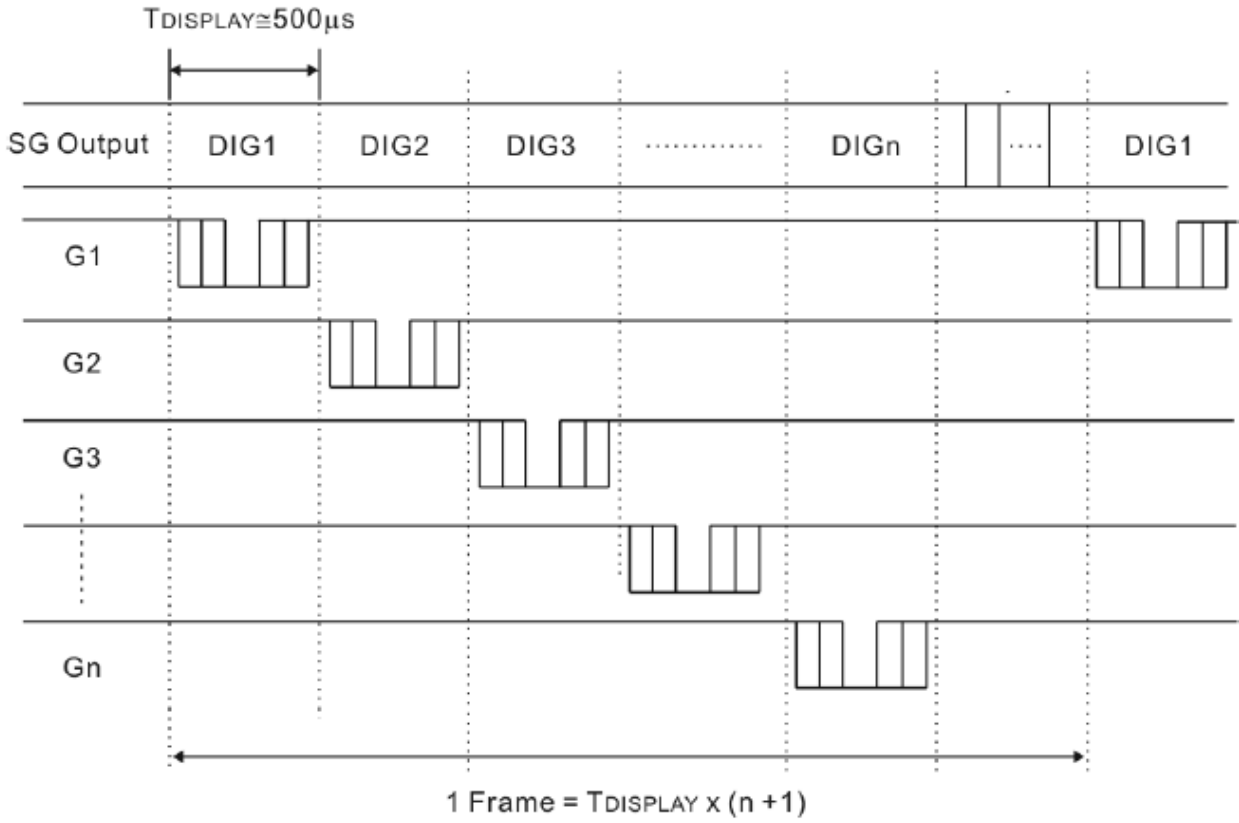 TDISPLAY≅500µs
SG Output DIG1 DIG2 DIG3 ............ DIGn .... DIG1
G1
G2
G3
Gn
1 Frame = TDISPLAY x (n +1)